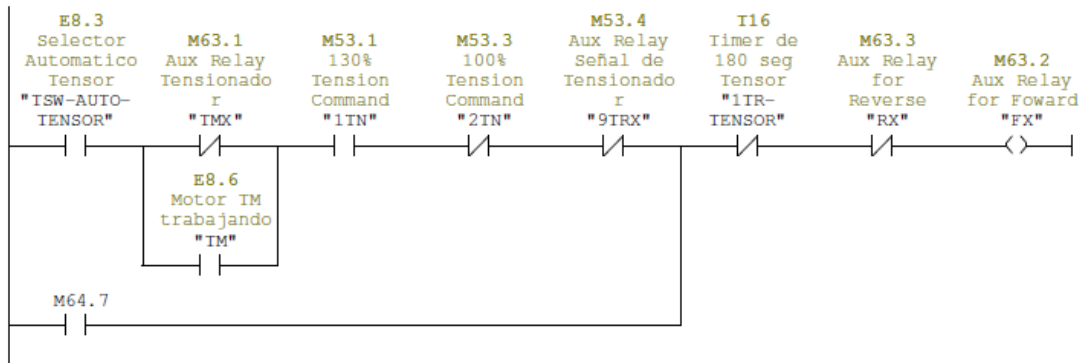 E8.3
Selector
Automatico
Tensor
"TSW-AUTO-
TENSOR"
M63.1
Aux Relay
Tensionado
r
"TMX"
M53.1
130%
Tension
Command
"1TN"
M53.3
100%
Tension
Command
"2TN"
M53.4
Aux Relay
Señal de
Tensionado
r
"9TRX"
T16
Timer de
180 seg
Tensor
"1TR-
TENSOR"
M63.3
Aux Relay
for
Reverse
"RX"
M63.2
Aux Relay
for Foward
"FX"
E8.6
Motor TM
trabajando
"TM"
M64.7